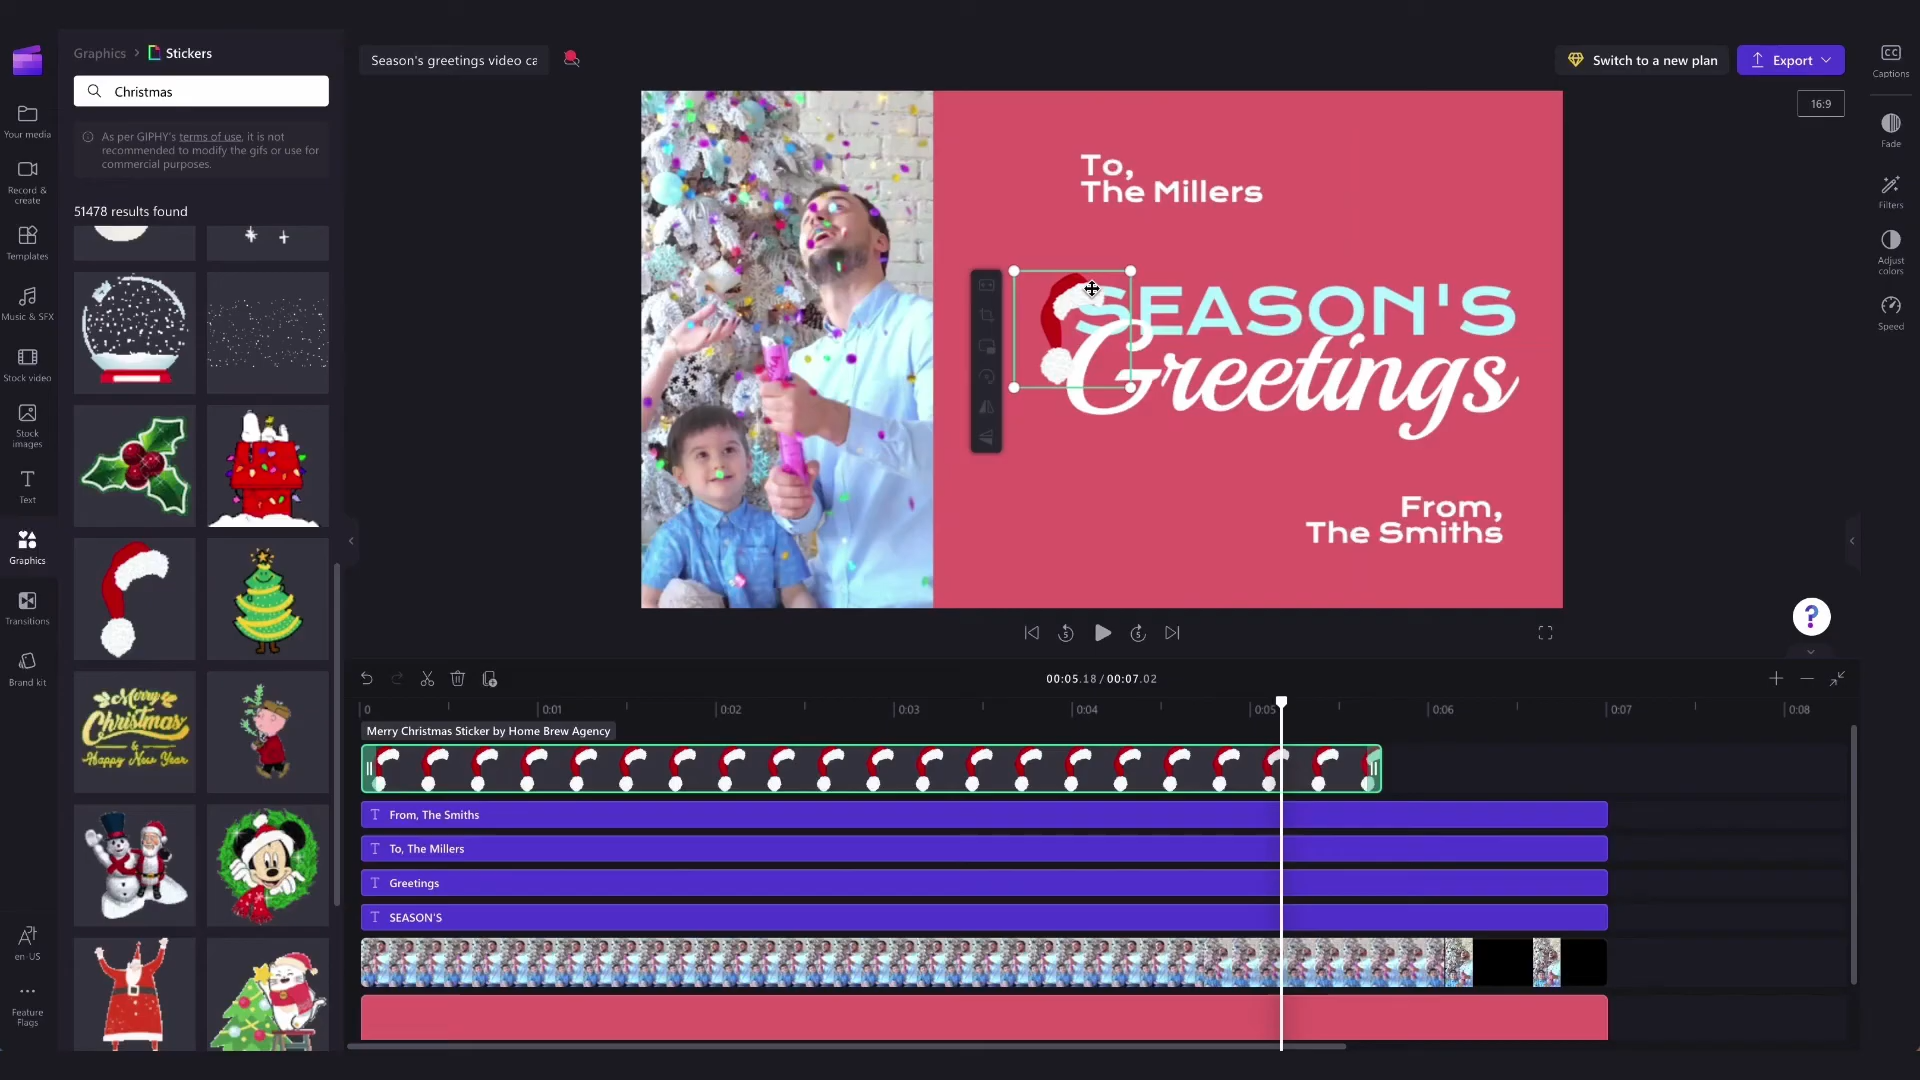 Graphics > Stickers
Christmas
As per GIPHY's terms of use, it is not
recommended to modify the gifs or use for
commercial purposes.
51478 results found
Merry
Christmas
&
Happy New Year
Your media
Record &
create
Templates
Music & SFX
Stock video
Stock
images
Text
Graphics
Transitions
Brand kit
en-US
Feature
Flags
Season's greetings video ca
Switch to a new plan
Export
16:9
To,
The Millers
SEASON'S
Greetings
From,
The Smiths
CC
Captions
Fade
Filters
Adjust
colors
Speed
?
5
5
00:05.18 / 00:07.02
0
0:01
0:02
0:03
0:04
0:05
0:06
0:07
0:08
Merry Christmas Sticker by Home Brew Agency
T From, The Smiths
T To, The Millers
T Greetings
T SEASON'S